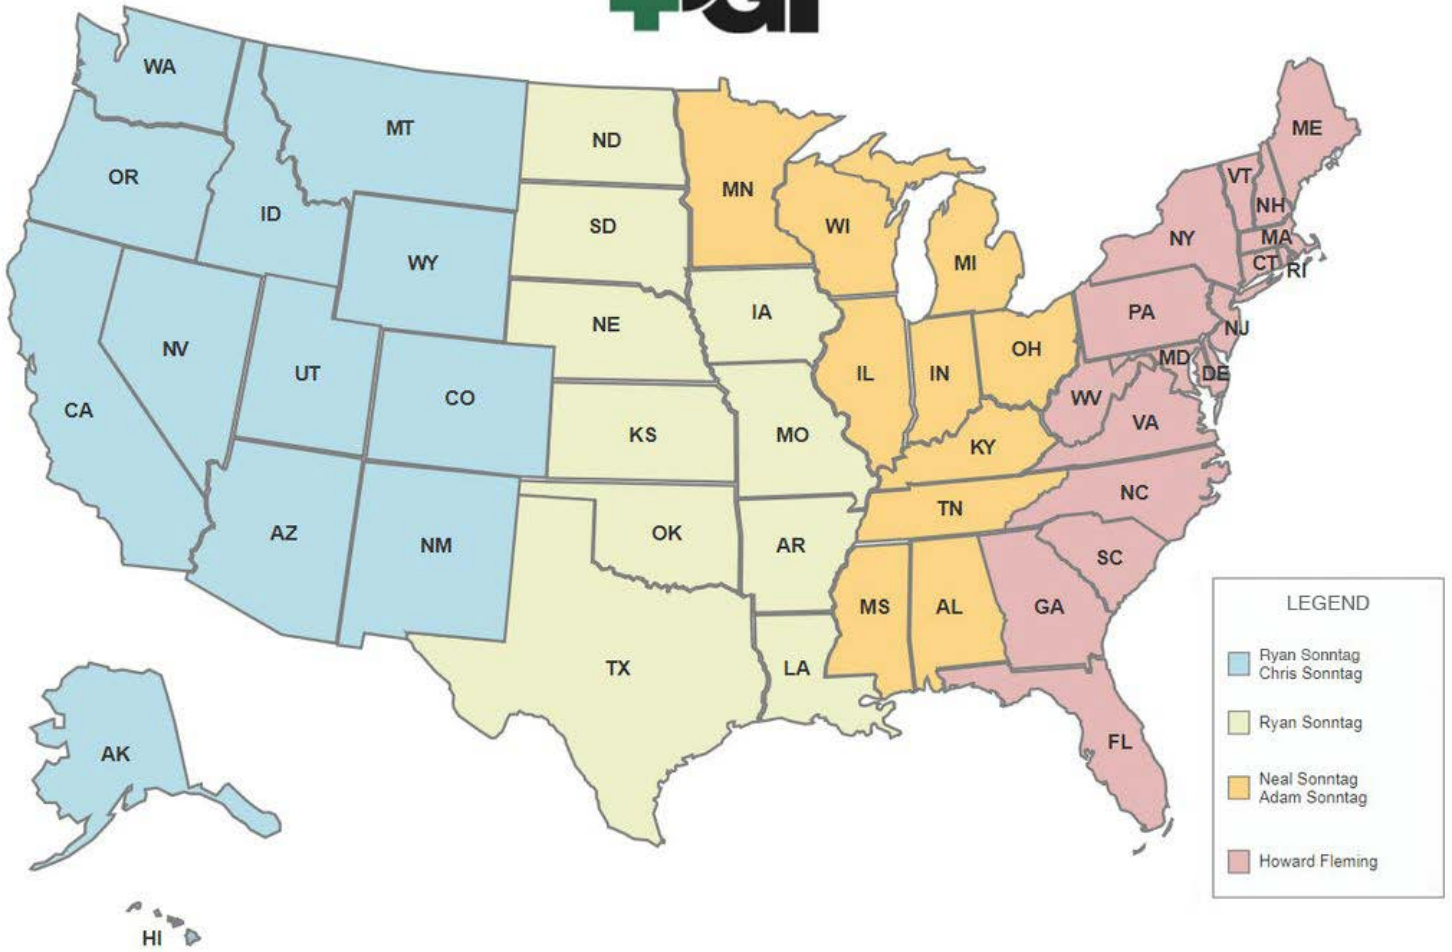 WA
MT
ND
ME
OR
ID
MN
VT
NH
SD
WI
NY
MA
WY
MI
CT
RI
NE
IA
PA
NJ
NV
UT
IL
IN
OH
MD
DE
CO
WV
CA
KS
MO
KY
VA
AZ
NM
OK
AR
TN
NC
SC
MS
AL
GA
TX
LA
FL
AK
HI
LEGEND
Ryan Sonntag
Chris Sonntag
Ryan Sonntag
Neal Sonntag
Adam Sonntag
Howard Fleming